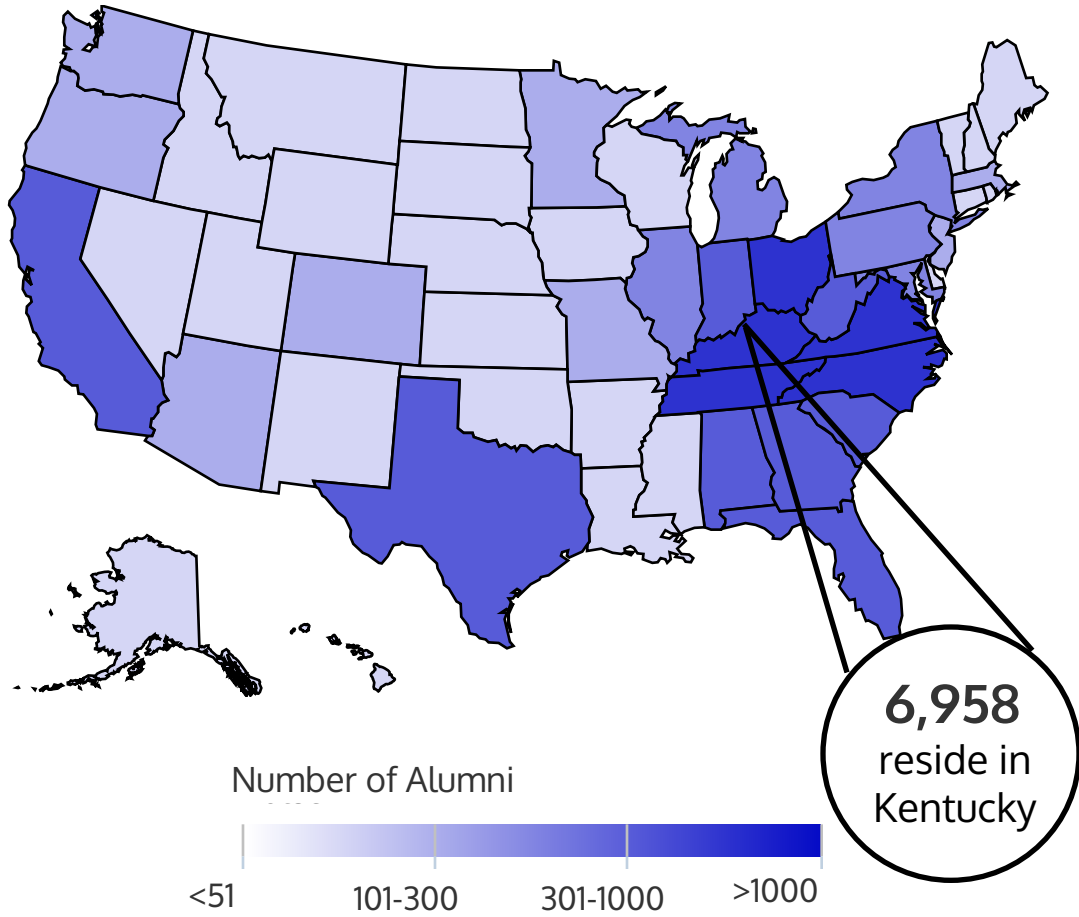 6,958
reside in
Kentucky
Number of Alumni
<51
101-300
301-1000
>1000